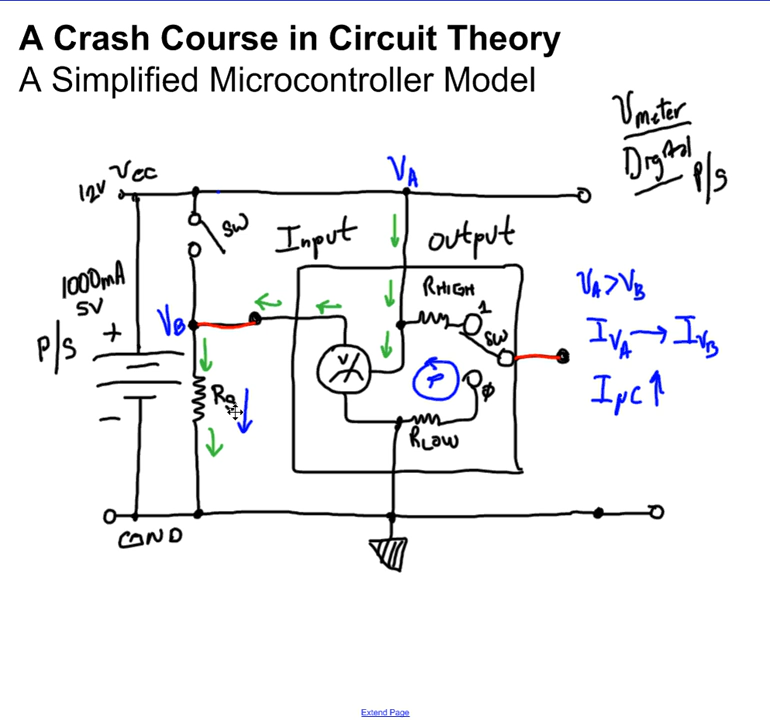 A Crash Course in Circuit Theory
A Simplified Microcontroller Model
Vmeter
Digital
P/S
12V Vcc
VA
SW
Input
Output
1000mA
5V
P/S
+
VB
RHIGH
1
SW
V
VA>VB
IVA→IVB
IμC↑
φ
RLOW
−
GND
Extend Page